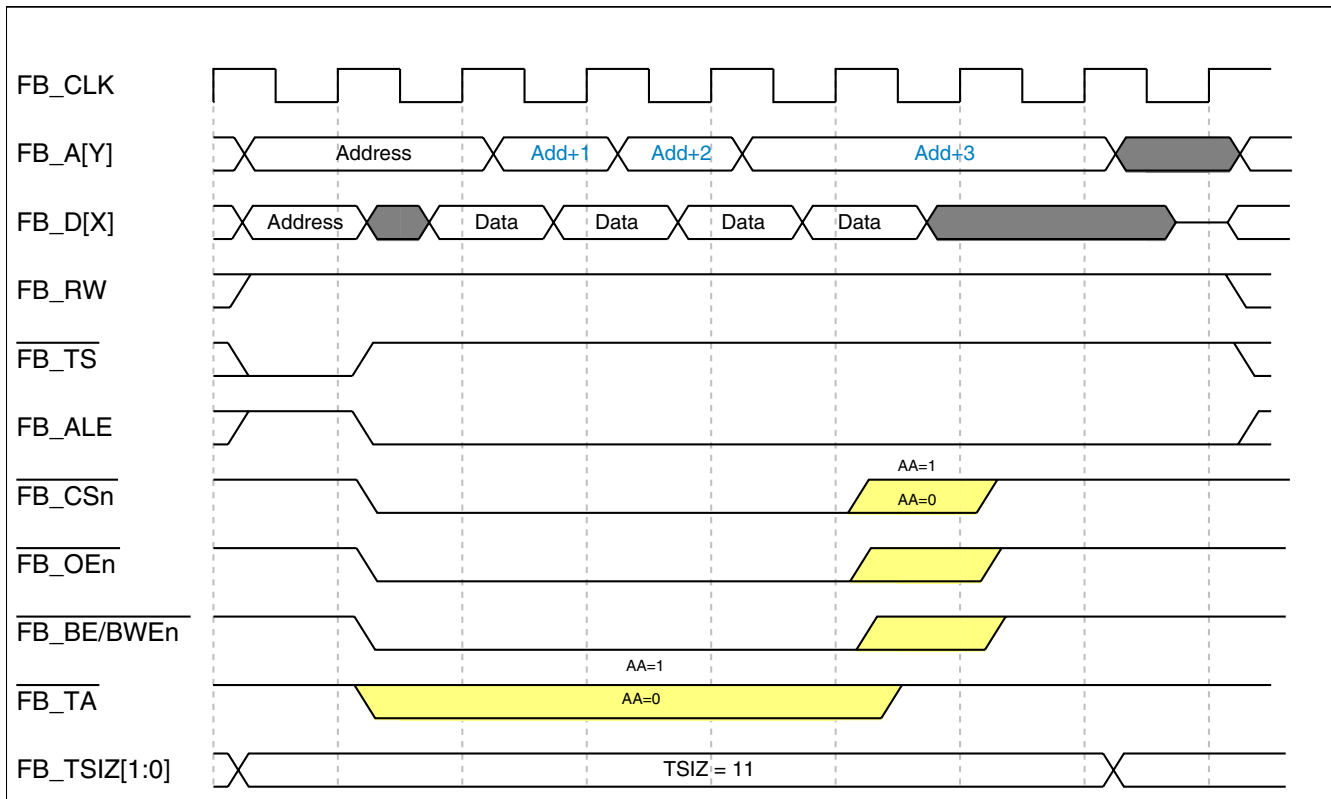 FB_CLK
FB_A[Y] Address Add+1 Add+2 Add+3
FB_D[X] Address Data Data Data Data
FB_RW
FB_TS
FB_ALE
AA=1
FB_CSn AA=0
FB_OEn
FB_BE/BWEn
AA=1
FB_TA AA=0
FB_TSIZ[1:0] TSIZ = 11